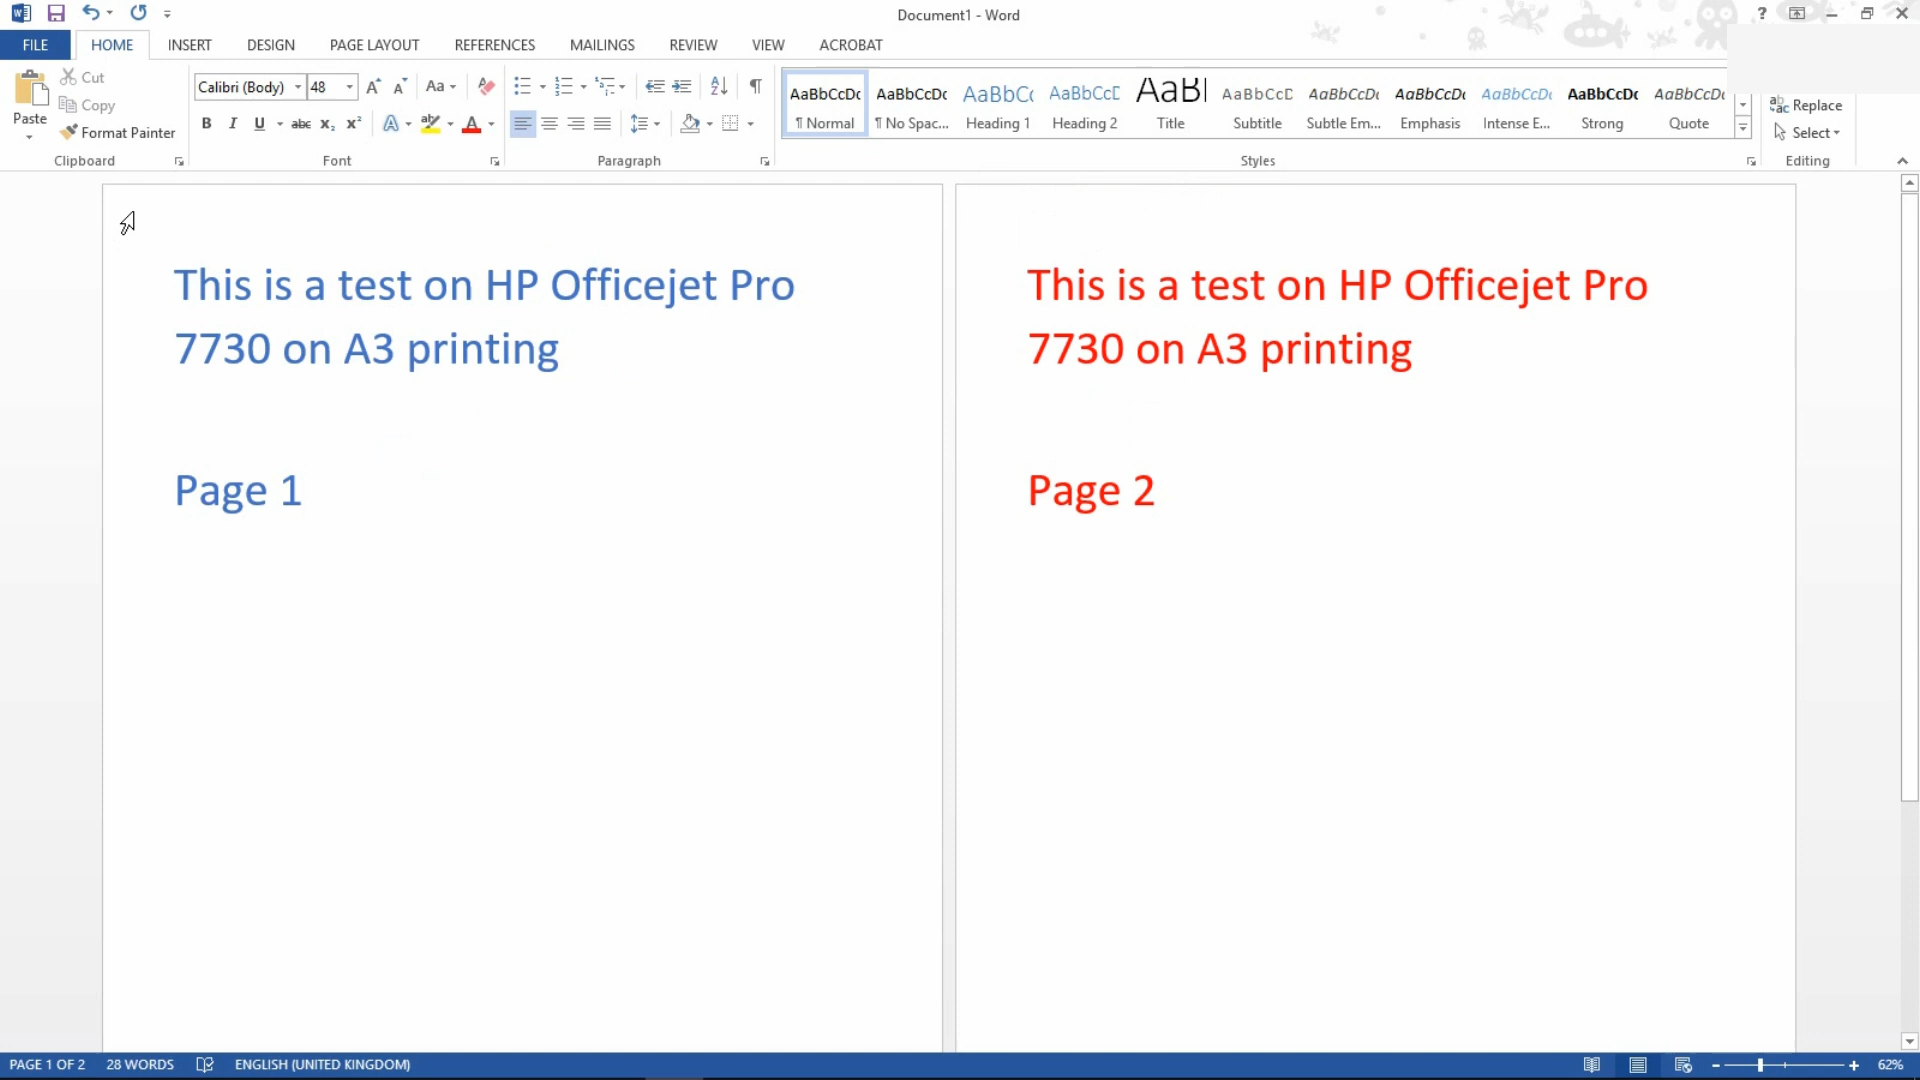 Document1 - Word
?
FILE HOME INSERT DESIGN PAGE LAYOUT REFERENCES MAILINGS REVIEW VIEW ACROBAT
Paste
Cut
Copy
Format Painter
Clipboard
Calibri (Body) 48 Aa
B I U abc x₂ x² A A
Font
Paragraph
AaBbCcDc AaBbCcDc AaBbCc AaBbCcD AaBl AaBbCcD AaBbCcDc AaBbCcDc AaBbCcDc AaBbCcDc AaBbCcDc
¶ Normal ¶ No Spac... Heading 1 Heading 2 Title Subtitle Subtle Em... Emphasis Intense E... Strong Quote
Styles
Replace
Select
Editing
This is a test on HP Officejet Pro
7730 on A3 printing
Page 1
This is a test on HP Officejet Pro
7730 on A3 printing
Page 2
PAGE 1 OF 2 28 WORDS ENGLISH (UNITED KINGDOM) 62%